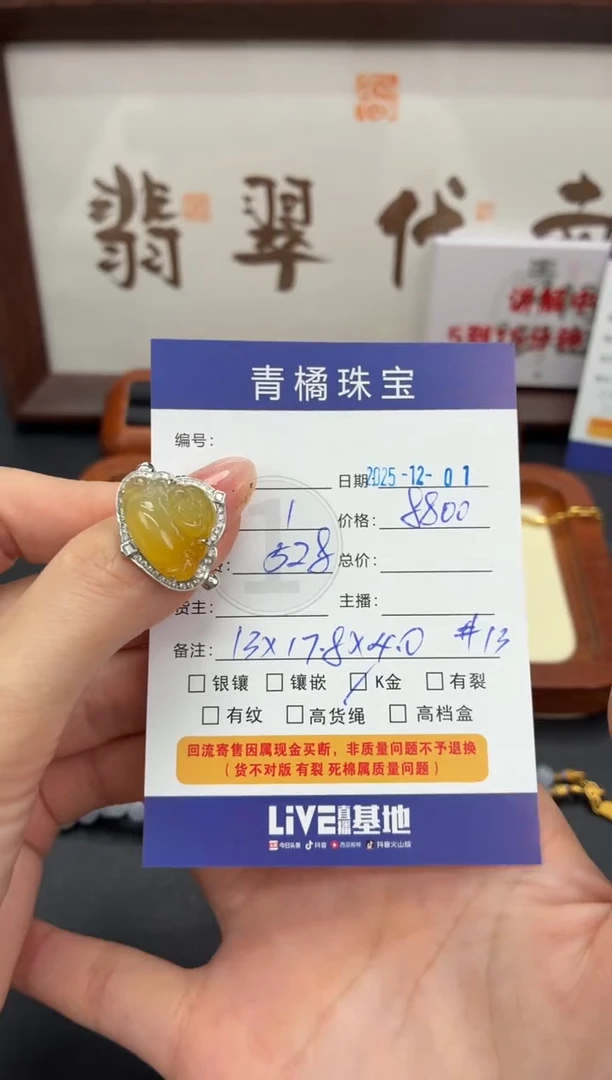 翡翠代
讲解中
青橘珠宝
编号：
日期 2025-12-01
1 价格： 8800
528 总价：
货主： 主播：
备注： 13×17.8×4.0 #13
银镶 镶嵌 K金 有裂
有纹 高货绳 高档盒
回流寄售因属现金买断，非质量问题不予退换
（货不对版 有裂 死棉属质量问题）
LiVE直播基地
今日头条 抖音 西瓜视频 抖音火山版